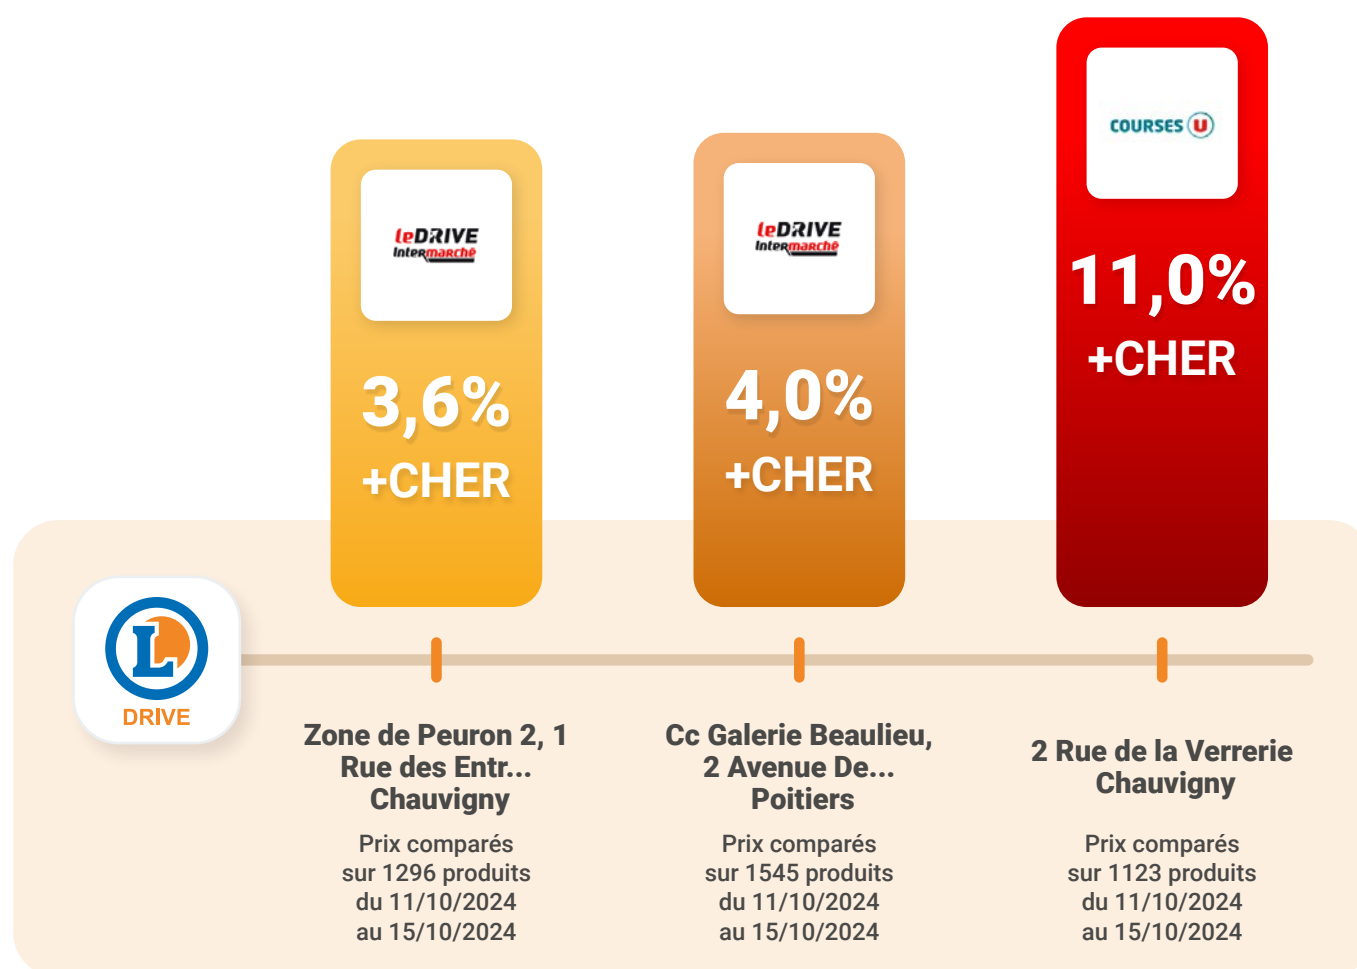 leDRIVE
Intermarché
3,6%
+CHER
leDRIVE
Intermarché
4,0%
+CHER
COURSES U
11,0%
+CHER
L
DRIVE
Zone de Peuron 2, 1
Rue des Entr...
Chauvigny
Prix comparés
sur 1296 produits
du 11/10/2024
au 15/10/2024
Cc Galerie Beaulieu,
2 Avenue De...
Poitiers
Prix comparés
sur 1545 produits
du 11/10/2024
au 15/10/2024
2 Rue de la Verrerie
Chauvigny
Prix comparés
sur 1123 produits
du 11/10/2024
au 15/10/2024